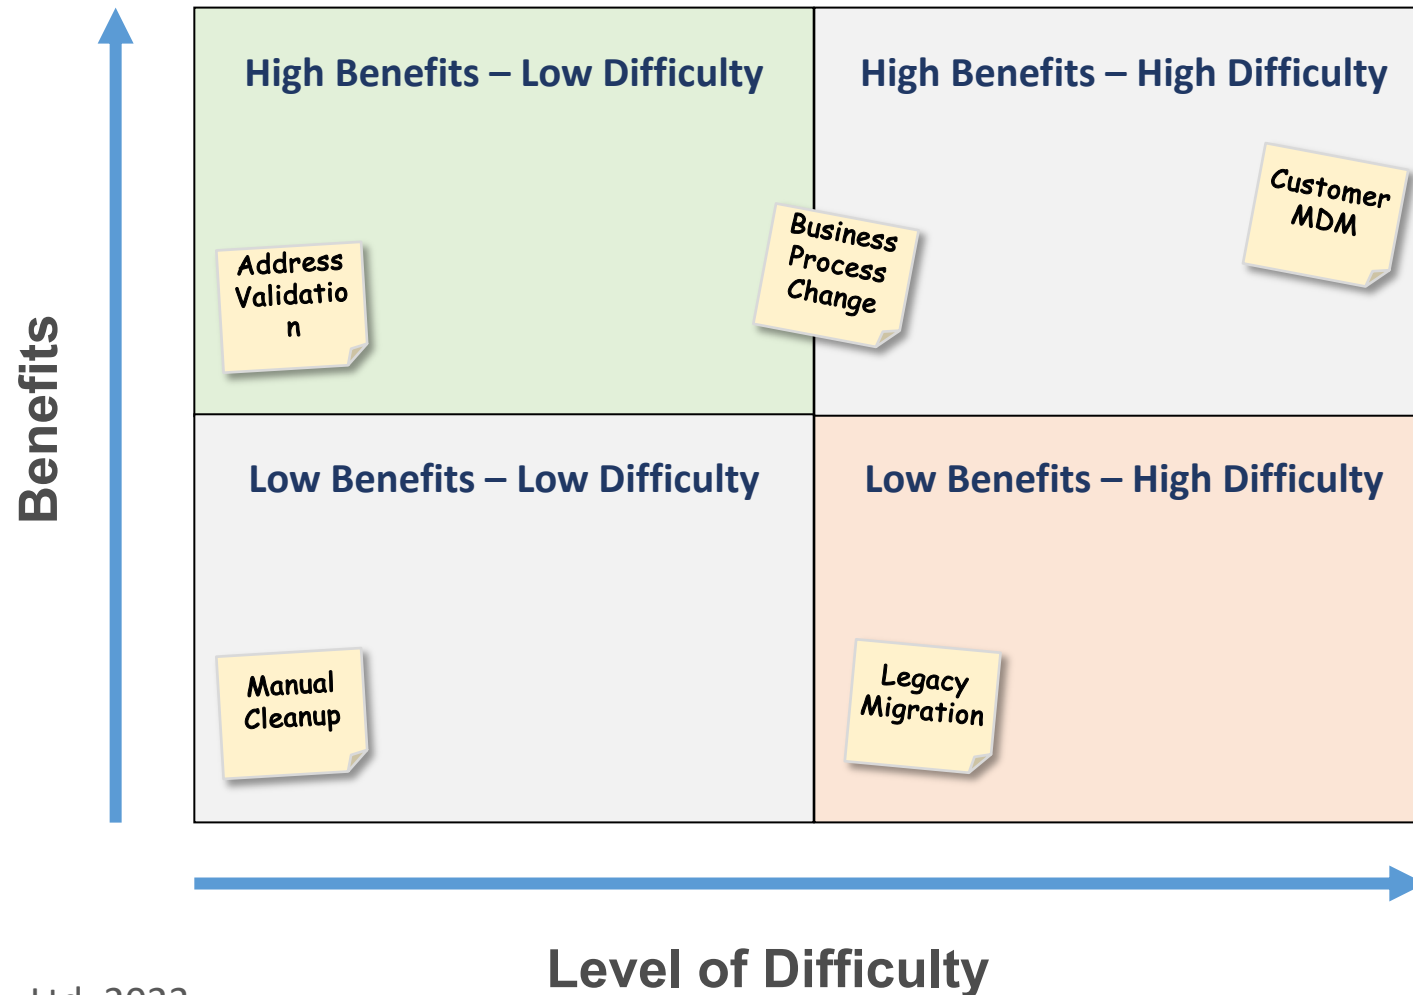 High Benefits – Low Difficulty
High Benefits – High Difficulty
Customer
MDM
Business
Process
Change
Address
Validatio
n
Benefits
Low Benefits – Low Difficulty
Low Benefits – High Difficulty
Manual
Cleanup
Legacy
Migration
Level of Difficulty